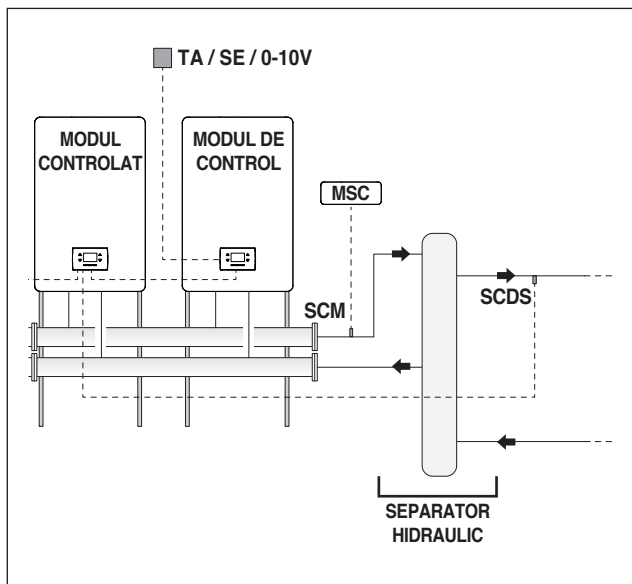 TA / SE / 0-10V
MODUL
CONTROLAT
MODUL DE
CONTROL
MSC
SCM
SCDS
SEPARATOR
HIDRAULIC